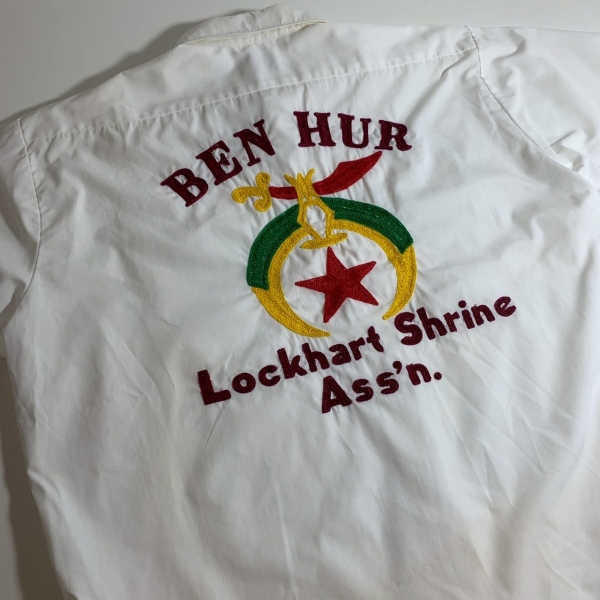 BEN HUR
Lockhart Shrine
Ass'n.